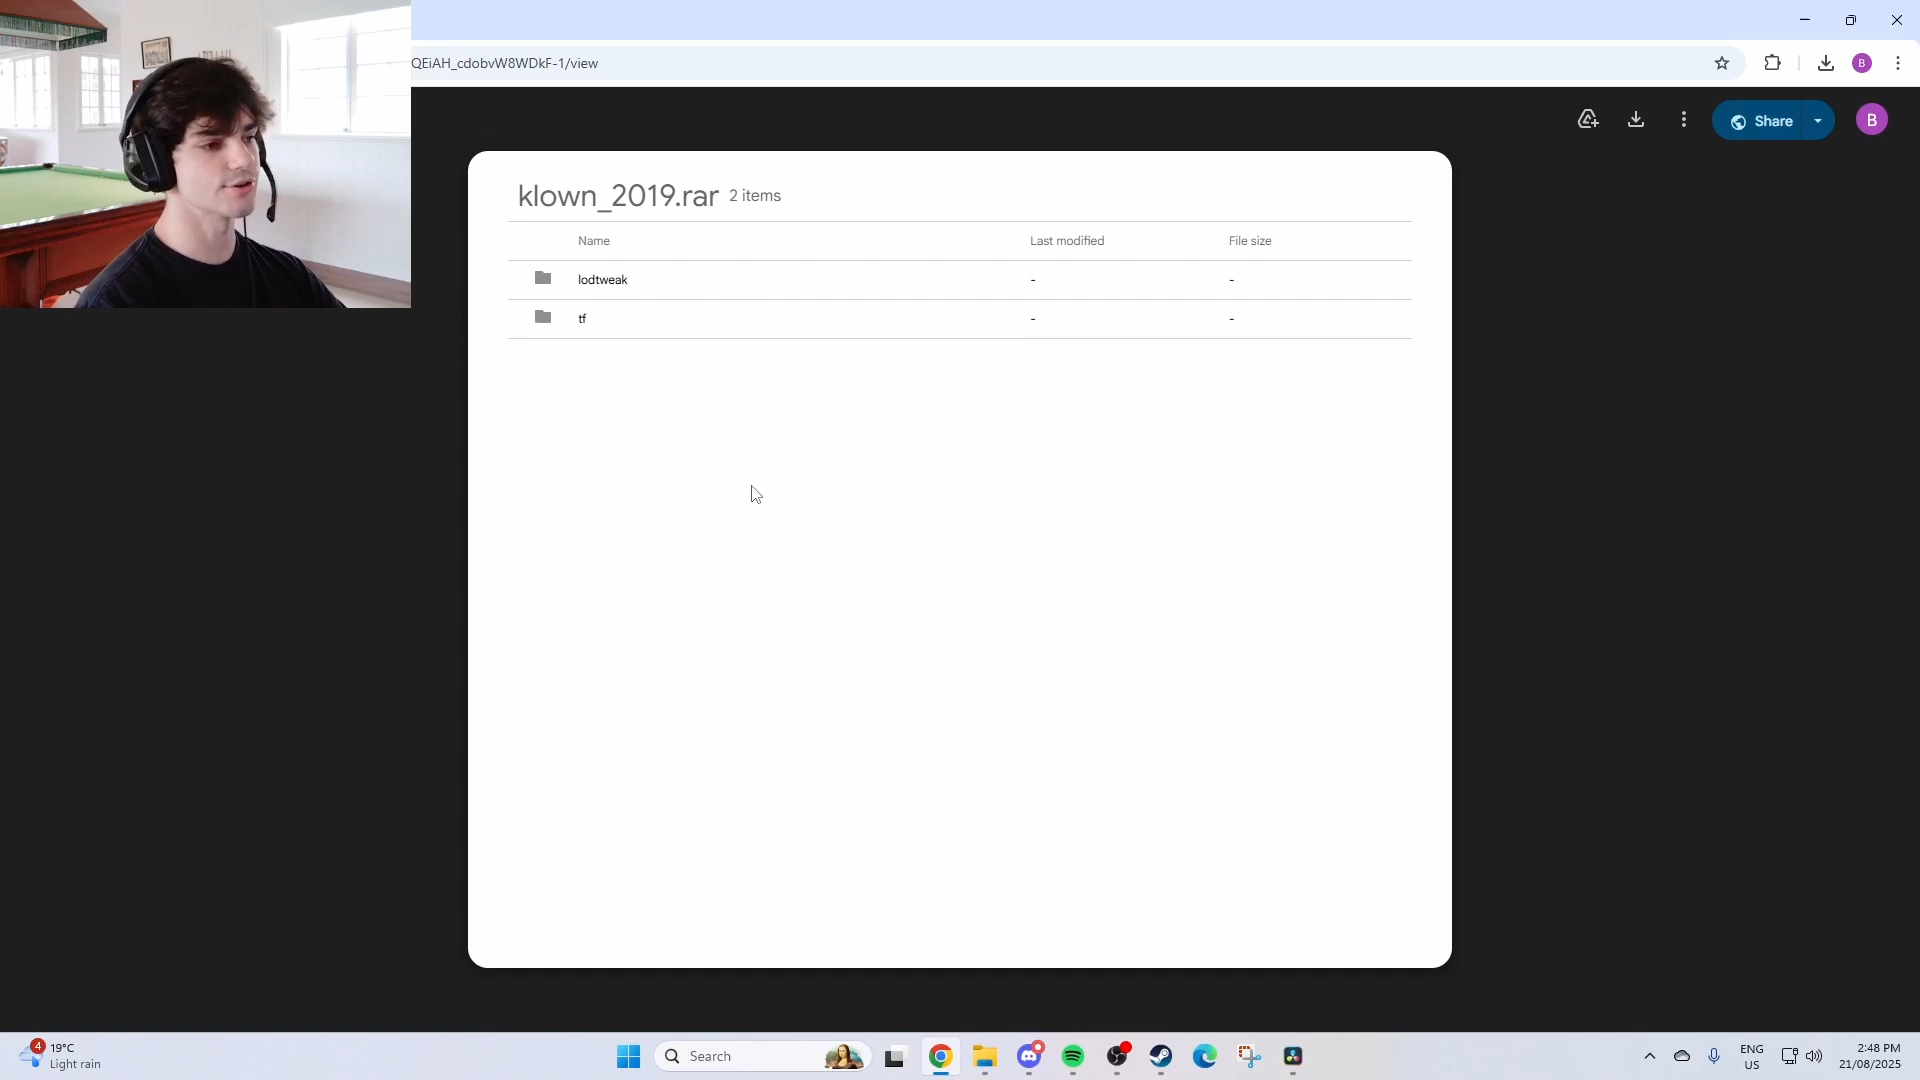 QEiAH_cdobvW8WDkF-1/view
B
Share
B
klown_2019.rar 2 items
Name Last modified File size
lodtweak - -
tf - -
4
19°C
Light rain
Search
ENG
US
2:48 PM
21/08/2025